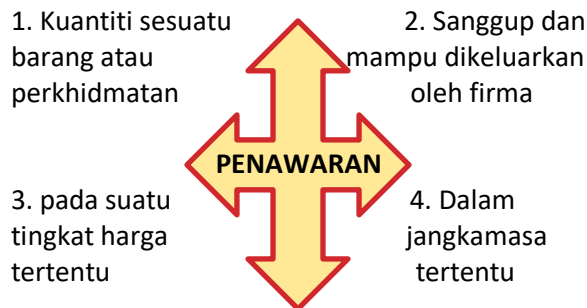 1. Kuantiti sesuatu
barang atau
perkhidmatan
2. Sanggup dan
mampu dikeluarkan
oleh firma
PENAWARAN
3. pada suatu
tingkat harga
tertentu
4. Dalam
jangkamasa
tertentu